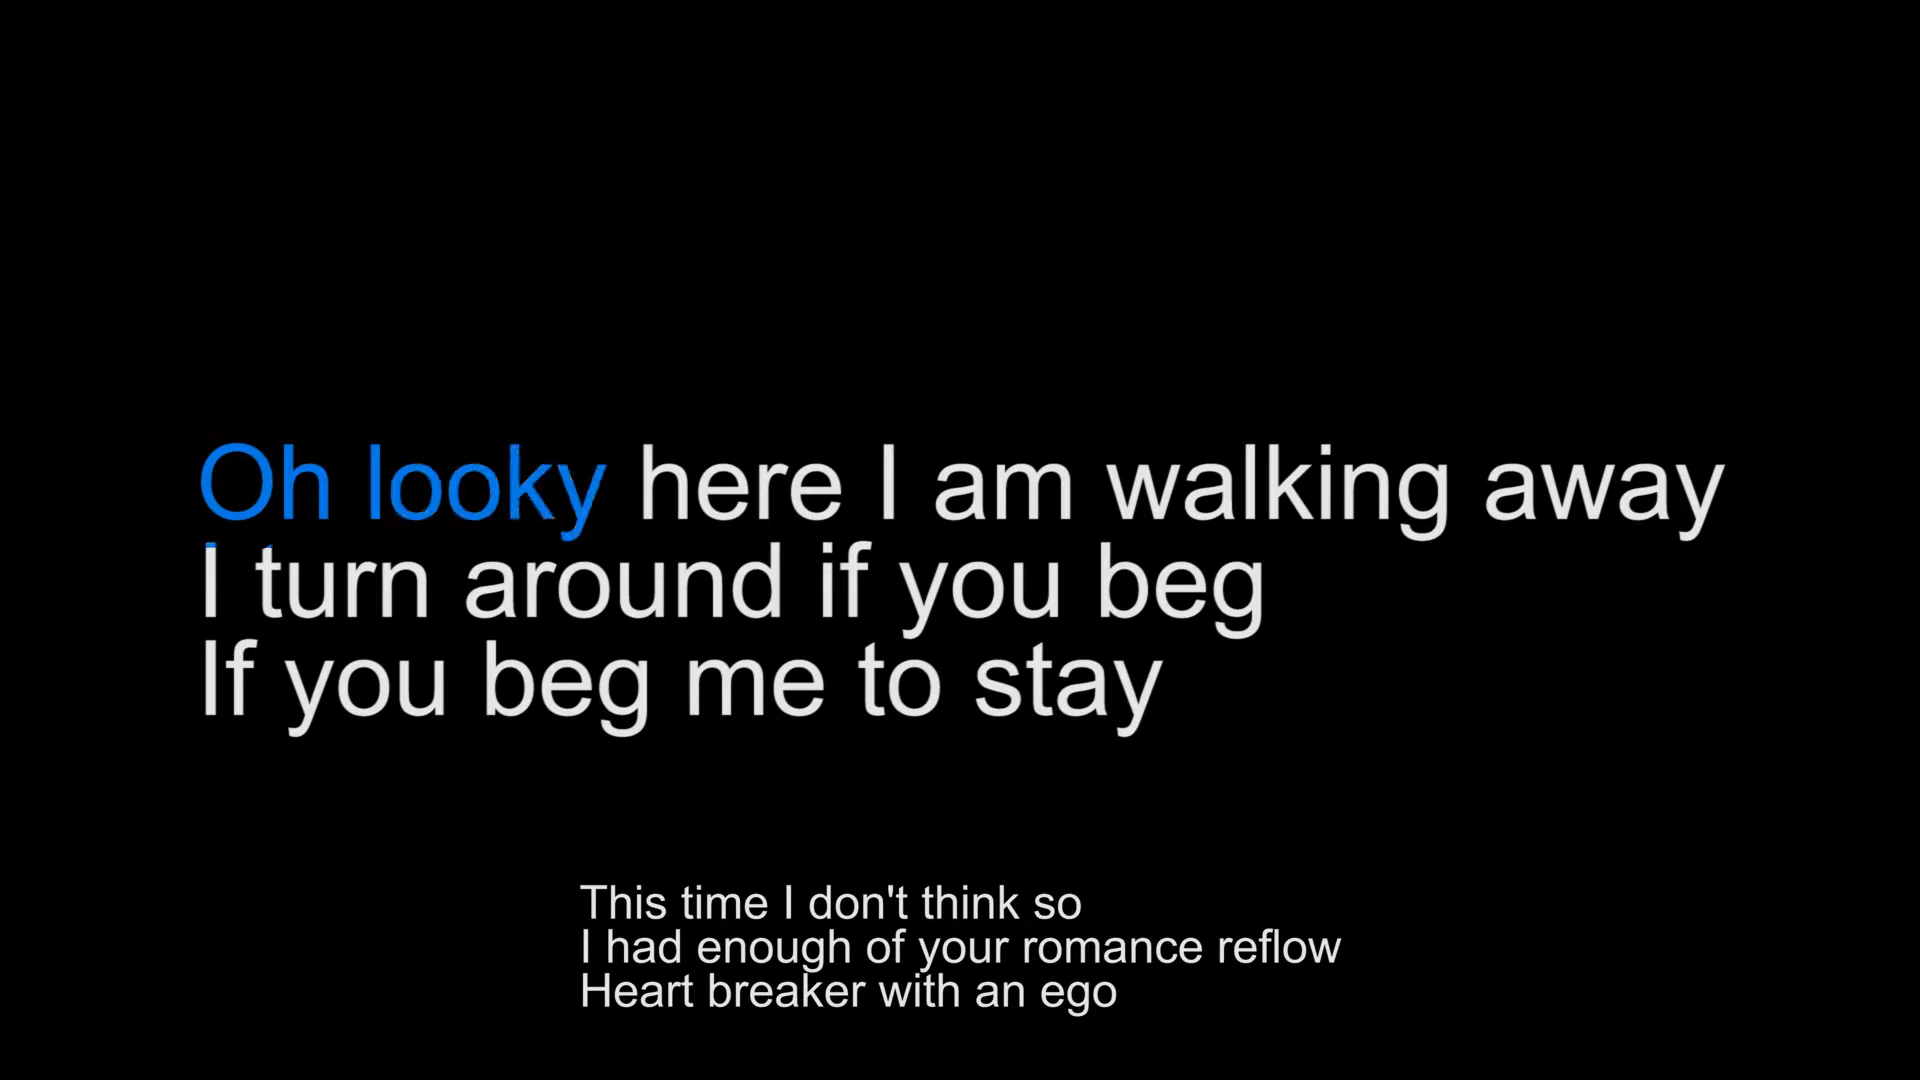 Oh looky here I am walking away
I turn around if you beg
If you beg me to stay
This time I don't think so
I had enough of your romance reflow
Heart breaker with an ego